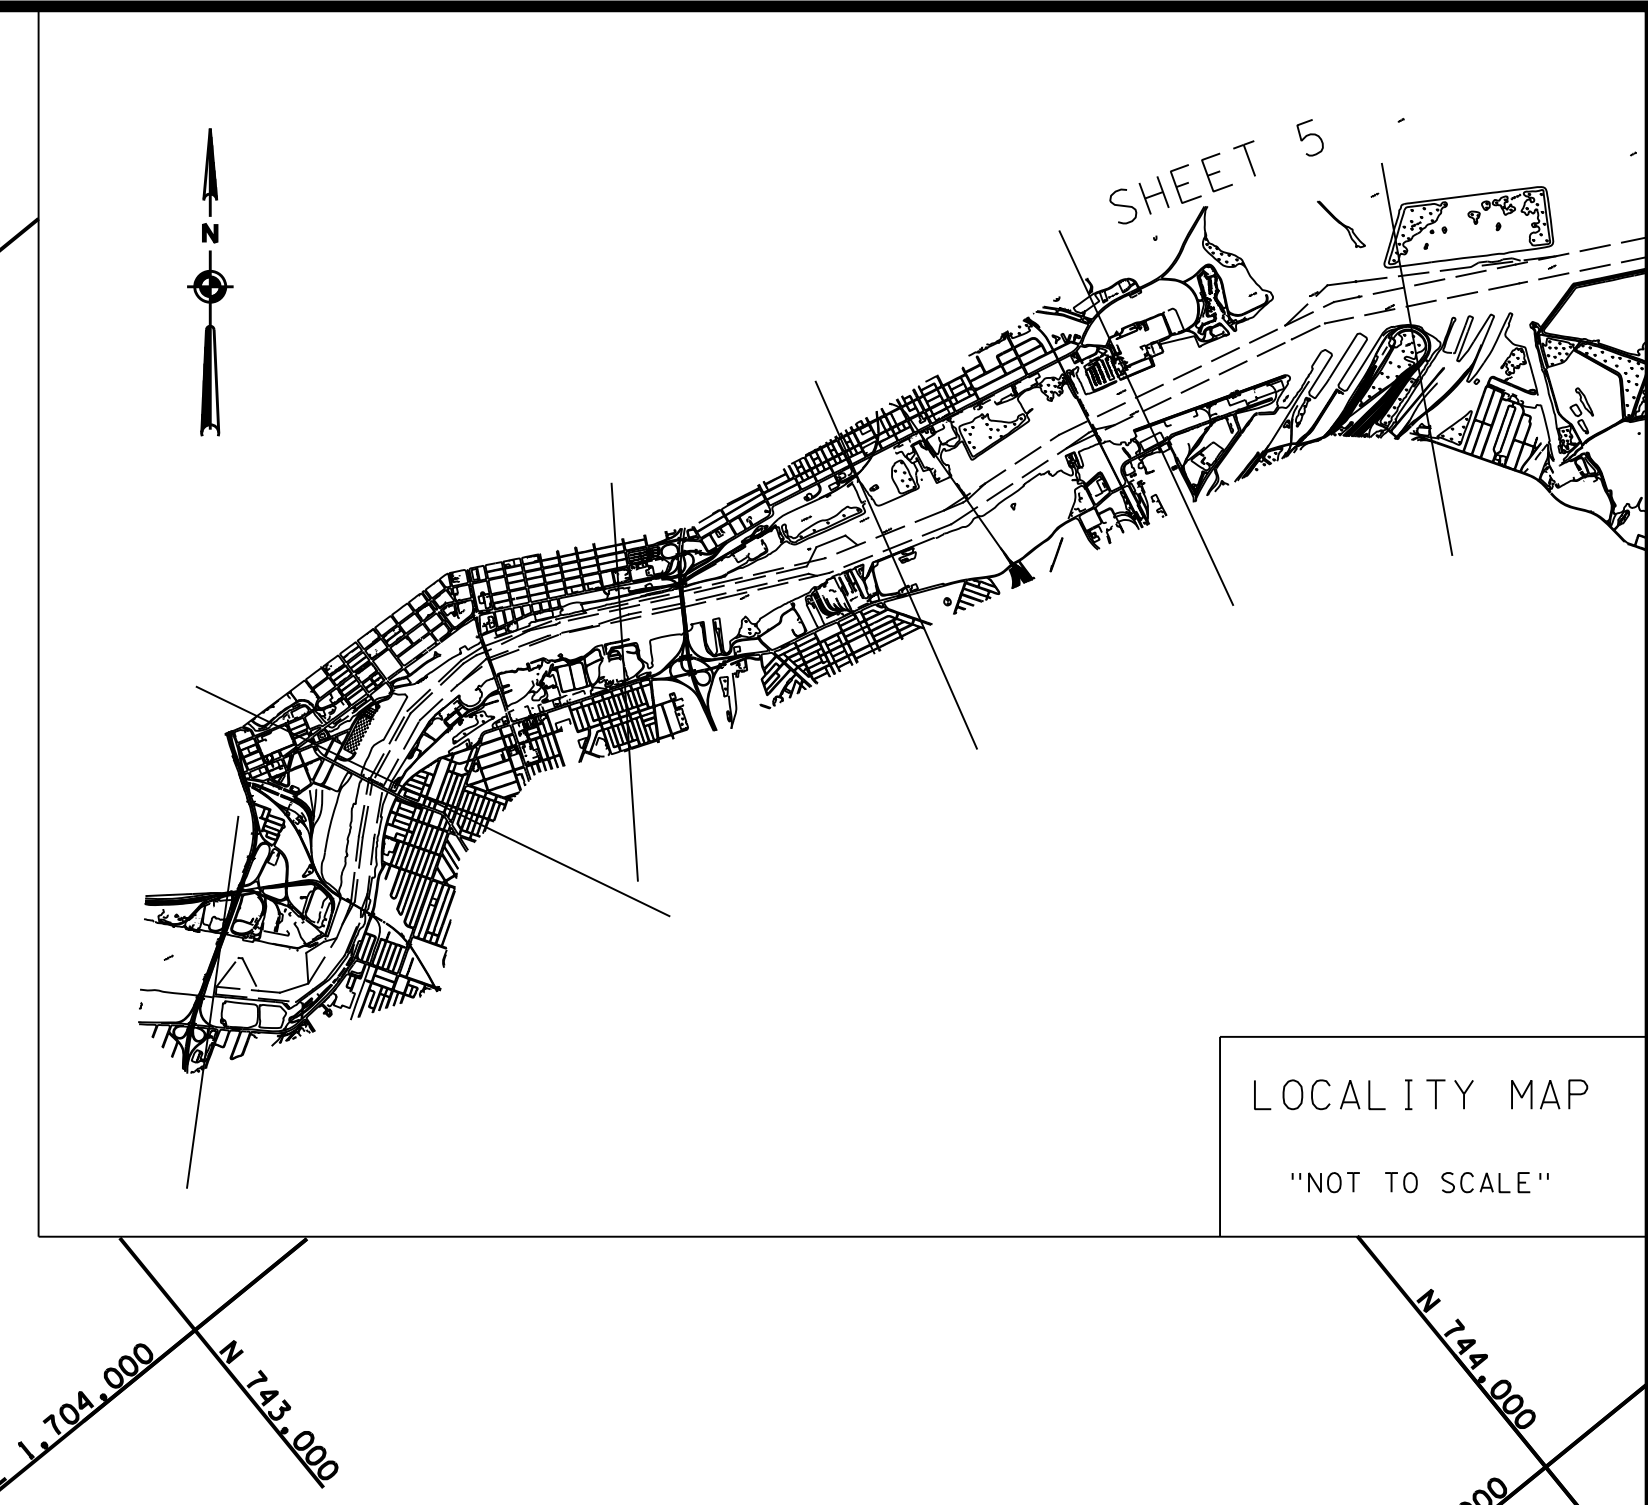 SHEET 5
N
LOCALITY MAP
"NOT TO SCALE"
1,704,000
N 743,000
N 744,000